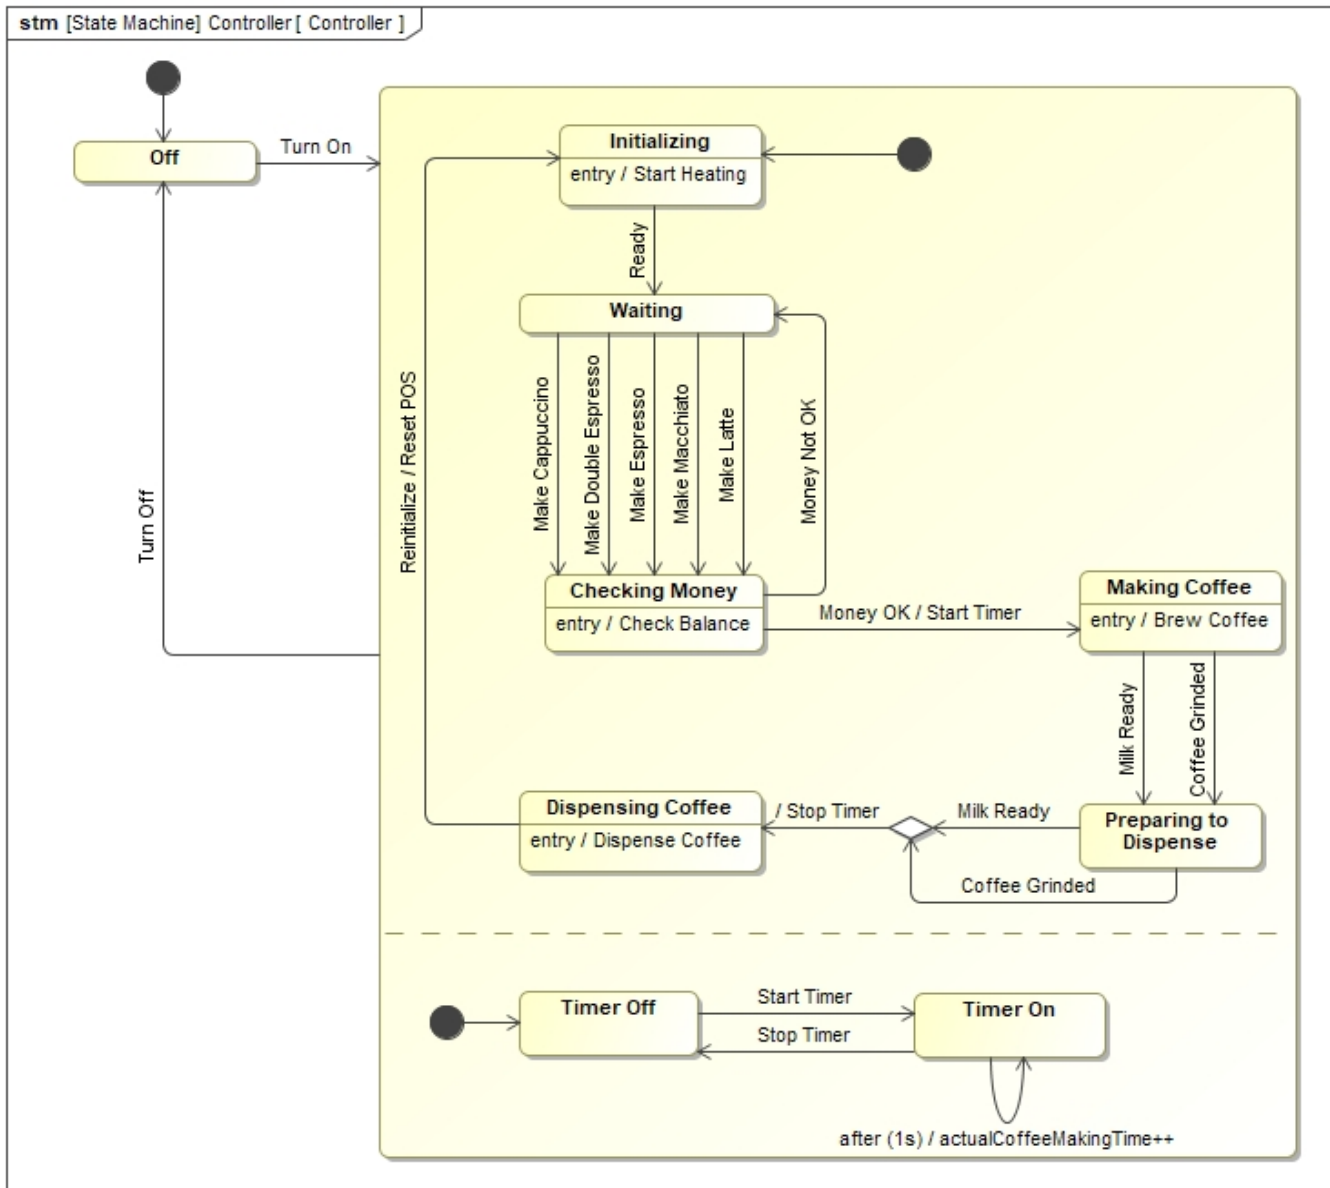 stm [State Machine] Controller [ Controller ]
Off
Turn On
Initializing
entry / Start Heating
Ready
Waiting
Turn Off
Reinitialize / Reset POS
Make Cappuccino
Make Double Espresso
Make Espresso
Make Macchiato
Make Latte
Money Not OK
Checking Money
entry / Check Balance
Money OK / Start Timer
Making Coffee
entry / Brew Coffee
Milk Ready
Coffee Grinded
Dispensing Coffee
entry / Dispense Coffee
/ Stop Timer
Milk Ready
Preparing to
Dispense
Coffee Grinded
Timer Off
Start Timer
Stop Timer
Timer On
after (1s) / actualCoffeeMakingTime++